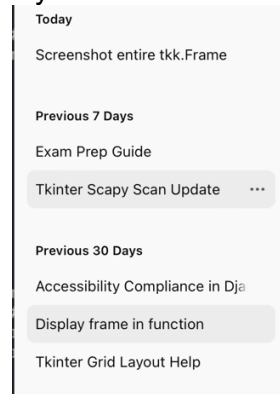 Today
Screenshot entire tkk.Frame
Previous 7 Days
Exam Prep Guide
Tkinter Scapy Scan Update ...
Previous 30 Days
Accessibility Compliance in Dja
Display frame in function
Tkinter Grid Layout Help